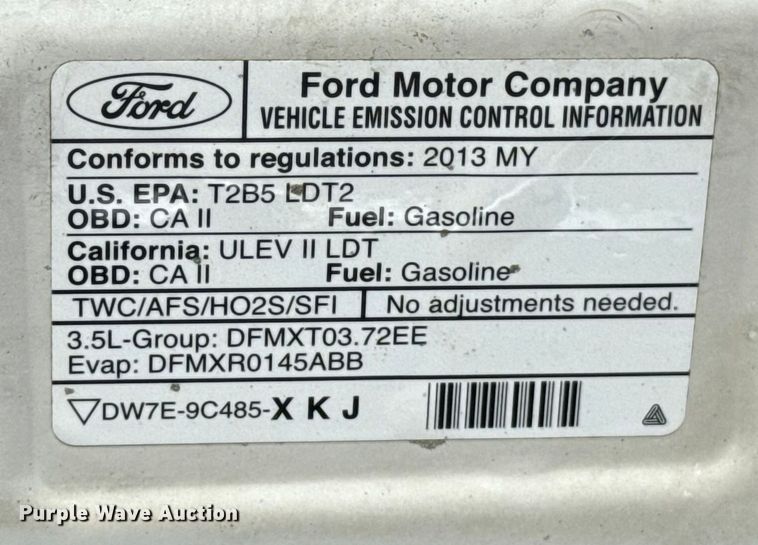 Ford
Ford Motor Company
VEHICLE EMISSION CONTROL INFORMATION
Conforms to regulations: 2013 MY
U.S. EPA: T2B5 LDT2
OBD: CA II Fuel: Gasoline
California: ULEV II LDT
OBD: CA II Fuel: Gasoline
TWC/AFS/HO2S/SFI No adjustments needed.
3.5L-Group: DFMXT03.72EE
Evap: DFMXR0145ABB
DW7E-9C485-X K J
Purple Wave Auction